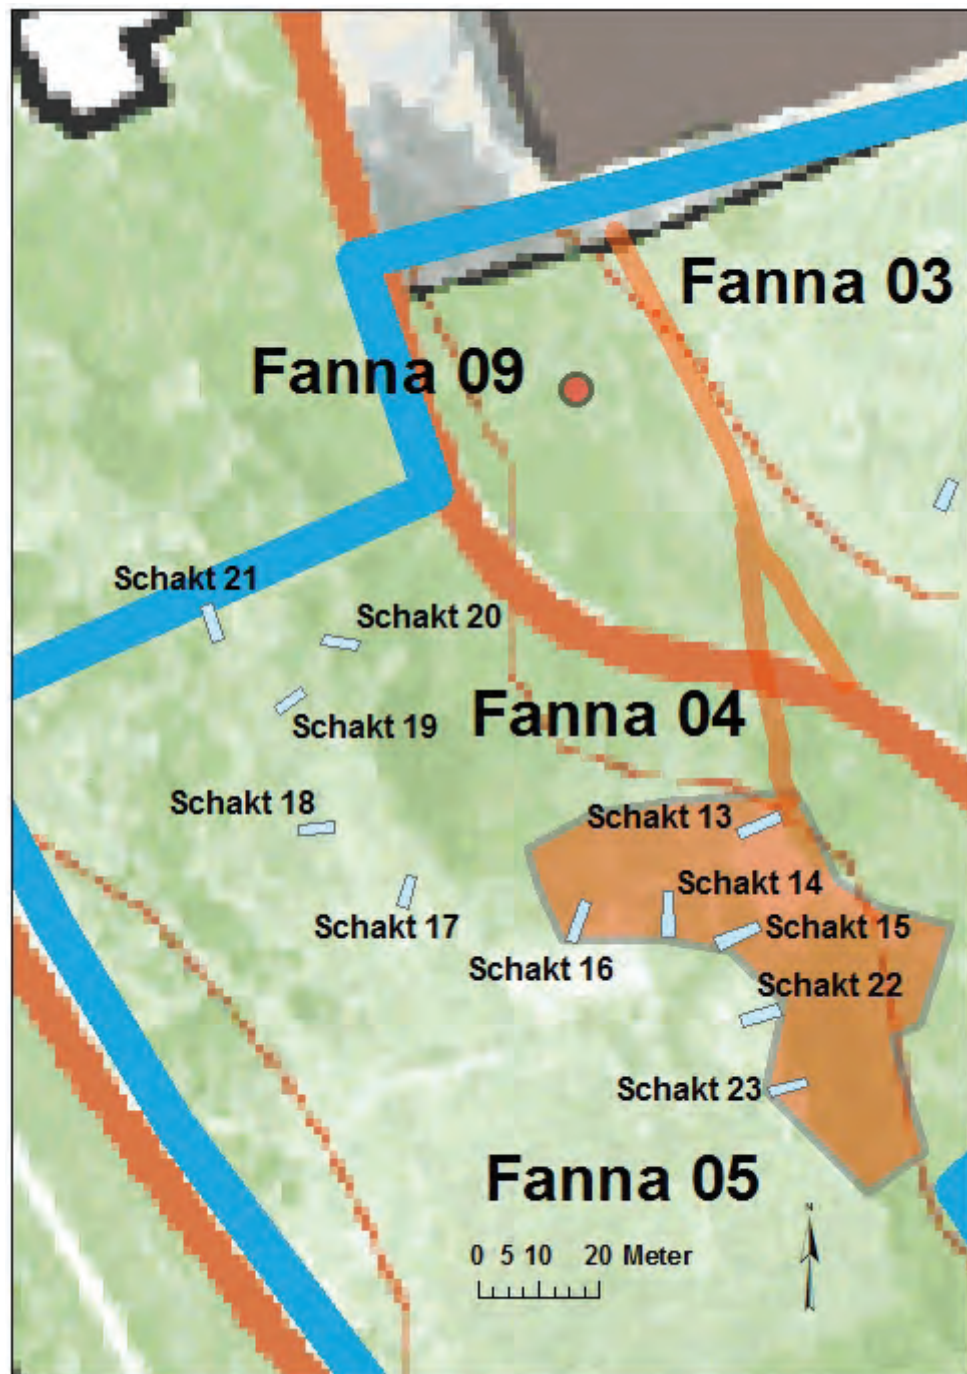 Fanna 03
Fanna 09
Schakt 21
Schakt 20
Fanna 04
Schakt 19
Schakt 18
Schakt 13
Schakt 14
Schakt 17
Schakt 15
Schakt 16
Schakt 22
Schakt 23
Fanna 05
N
0 5 10 20 Meter